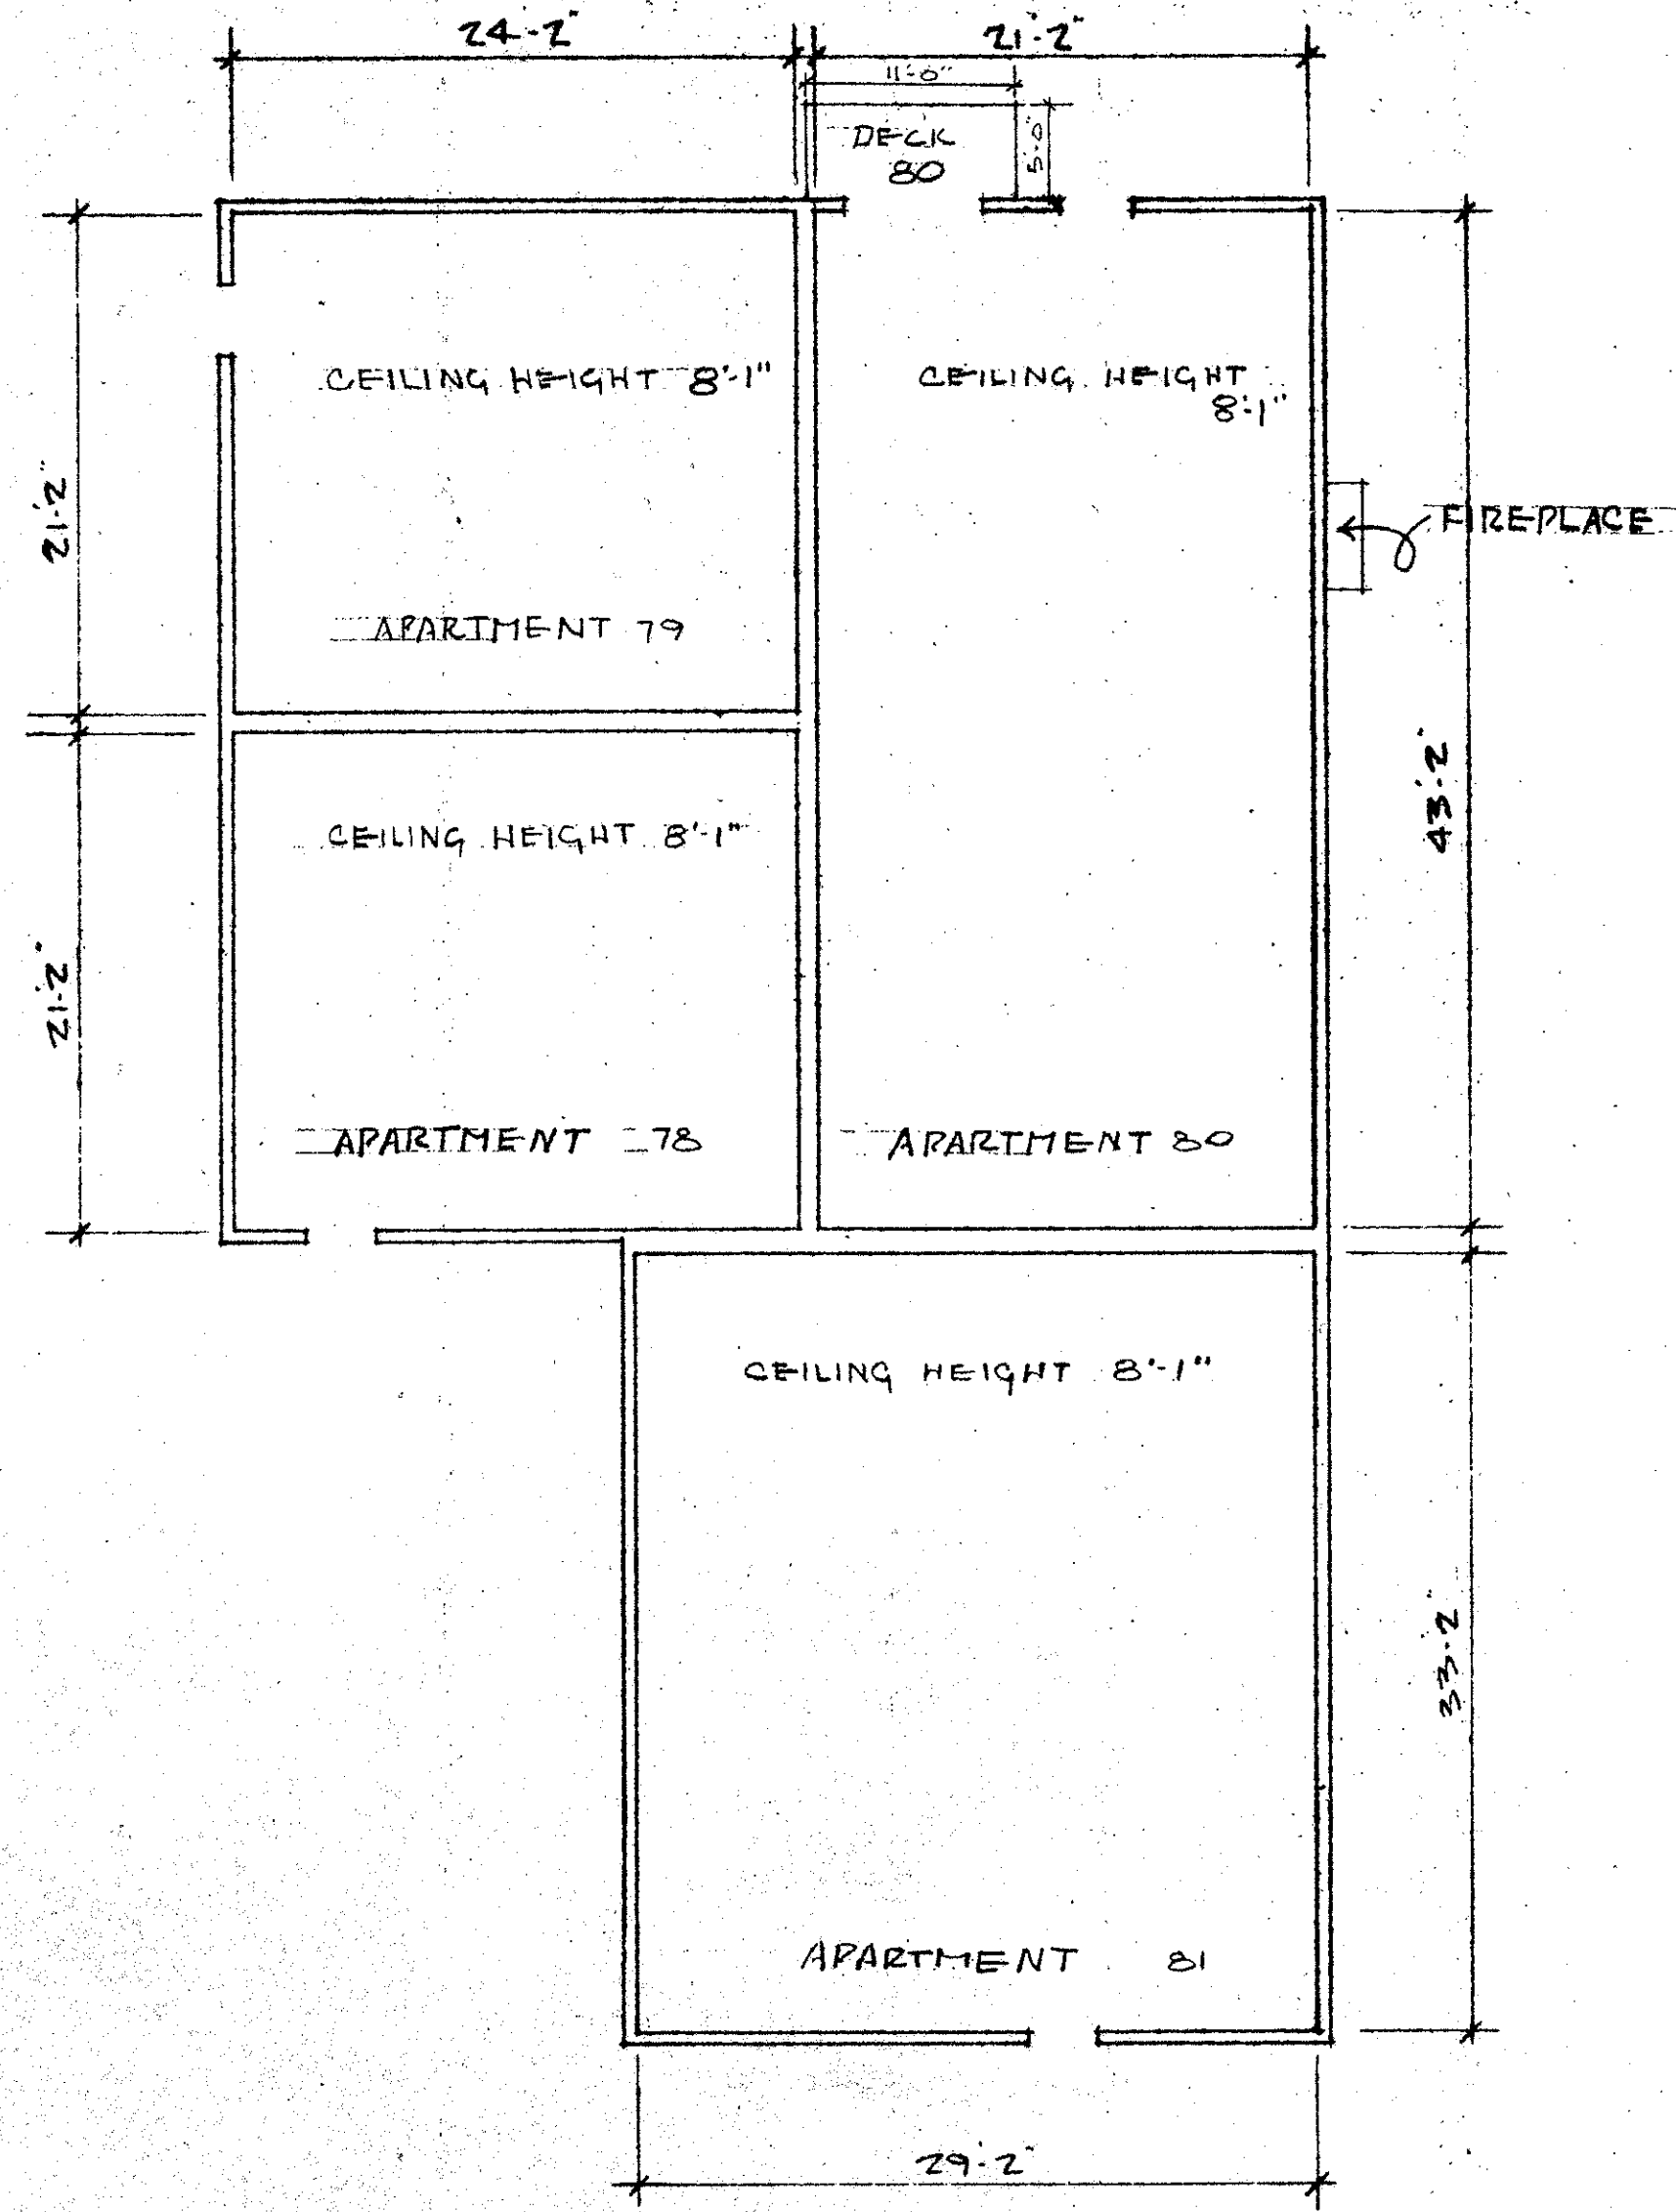 24'-2"
21'-2"
11'-0"
DECK
80
5'-0"
CEILING HEIGHT 8'-1"
CEILING HEIGHT
8'-1"
21'-2"
FIREPLACE
APARTMENT 79
43'-2"
CEILING HEIGHT 8'-1"
21'-2"
APARTMENT 78
APARTMENT 80
CEILING HEIGHT 8'-1"
33'-2"
APARTMENT 81
29'-2"